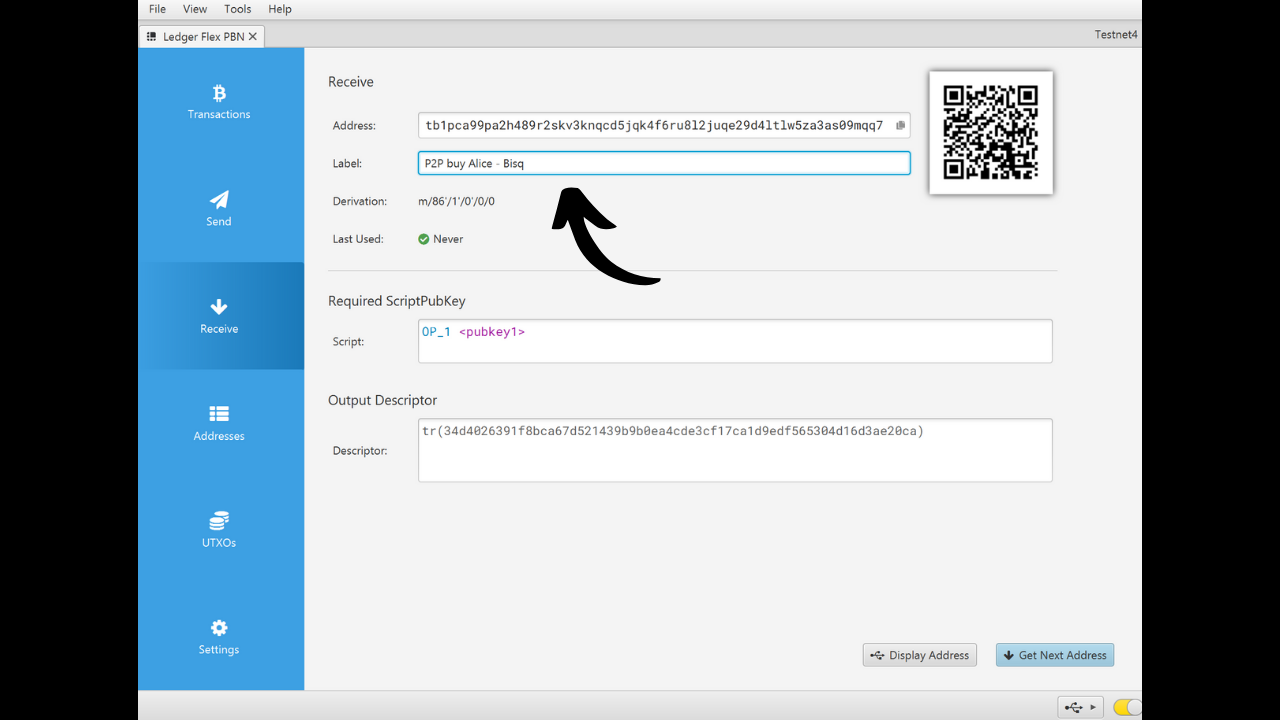 File View Tools Help
Ledger Flex PBN
Testnet4
Transactions
Send
Receive
Addresses
UTXOs
Settings
Receive
Address: tb1pca99pa2h489r2skv3knqcd5jqk4f6ru8l2juqe29d4ltlw5za3as09mqq7
Label: P2P buy Alice - Bisq
Derivation: m/86'/1'/0'/0/0
Last Used: Never
Required ScriptPubKey
Script: OP_1 <pubkey1>
Output Descriptor
Descriptor: tr(34d4026391f8bca67d521439b9b0ea4cde3cf17ca1d9edf565304d16d3ae20ca)
Display Address
Get Next Address